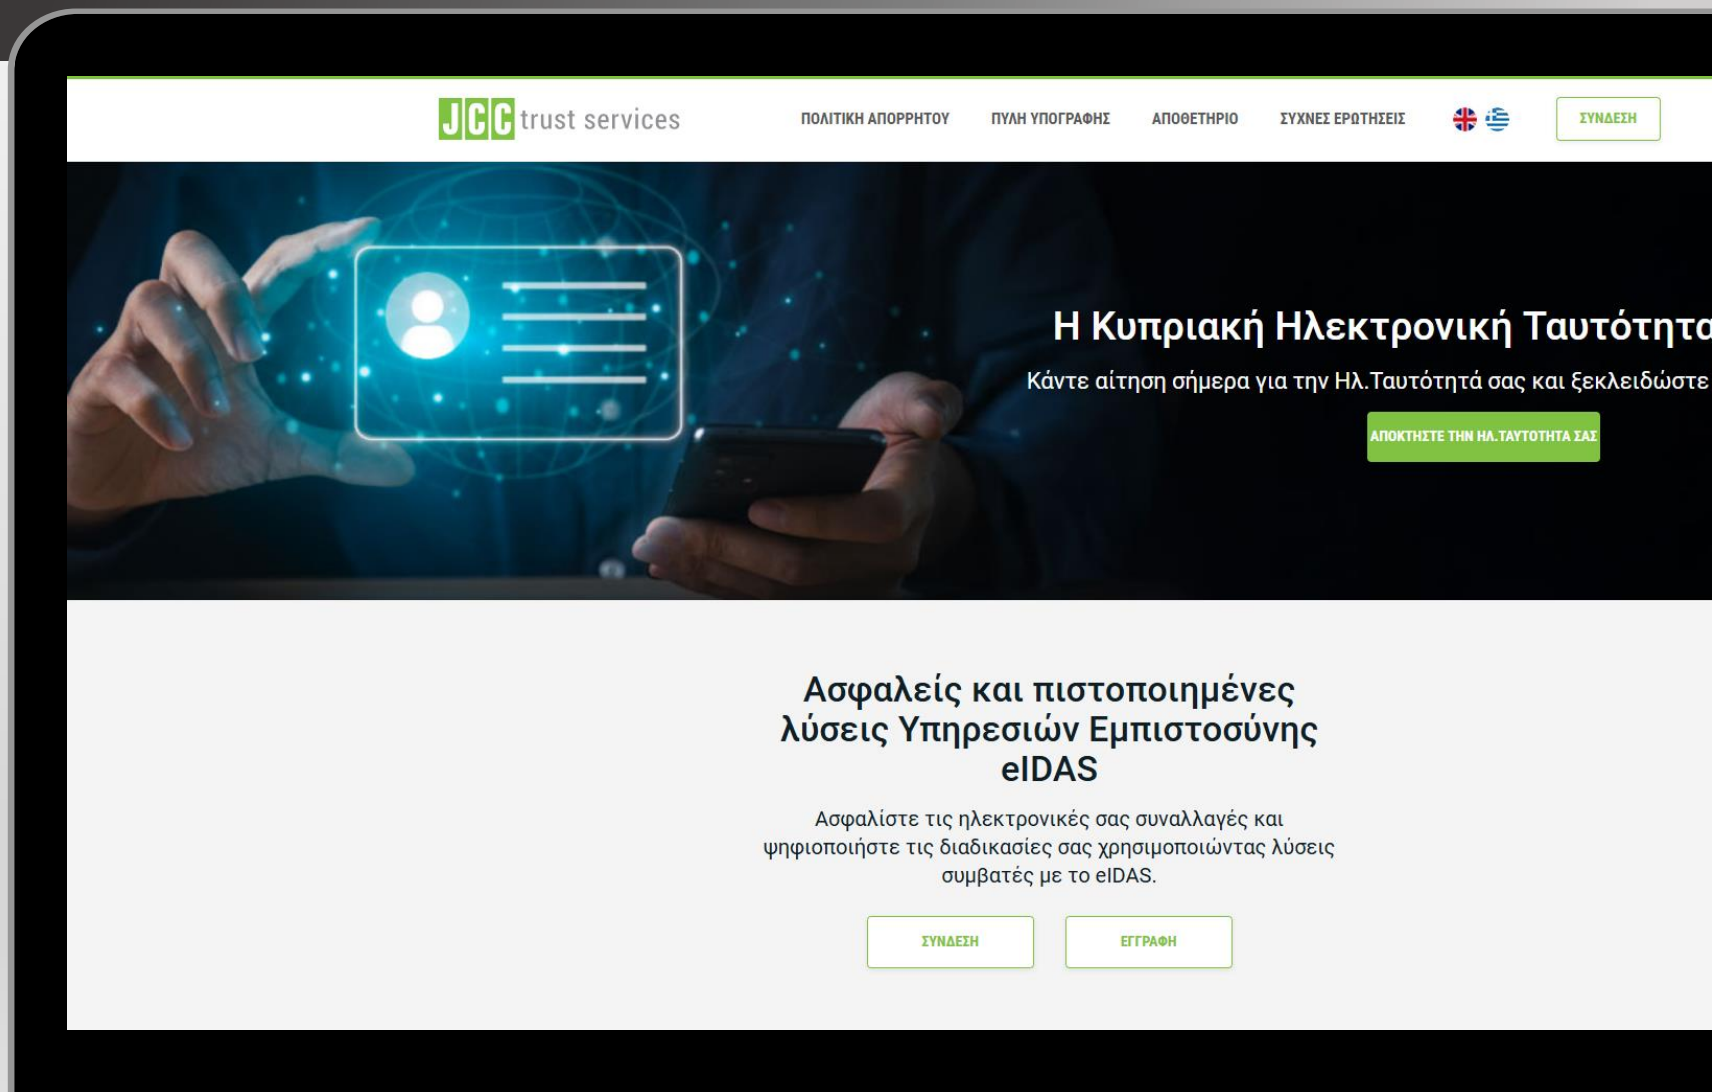 JCC trust services
ΠΟΛΙΤΙΚΗ ΑΠΟΡΡΗΤΟΥ ΠΥΛΗ ΥΠΟΓΡΑΦΗΣ ΑΠΟΘΕΤΗΡΙΟ ΣΥΧΝΕΣ ΕΡΩΤΗΣΕΙΣ ΣΥΝΔΕΣΗ
Η Κυπριακή Ηλεκτρονική Ταυτότητα
Κάντε αίτηση σήμερα για την Ηλ.Ταυτότητά σας και ξεκλειδώστε
ΑΠΟΚΤΗΣΤΕ ΤΗΝ ΗΛ.ΤΑΥΤΟΤΗΤΑ ΣΑΣ
Ασφαλείς και πιστοποιημένες
λύσεις Υπηρεσιών Εμπιστοσύνης
eIDAS
Ασφαλίστε τις ηλεκτρονικές σας συναλλαγές και
ψηφιοποιήστε τις διαδικασίες σας χρησιμοποιώντας λύσεις
συμβατές με το eIDAS.
ΣΥΝΔΕΣΗ ΕΓΓΡΑΦΗ